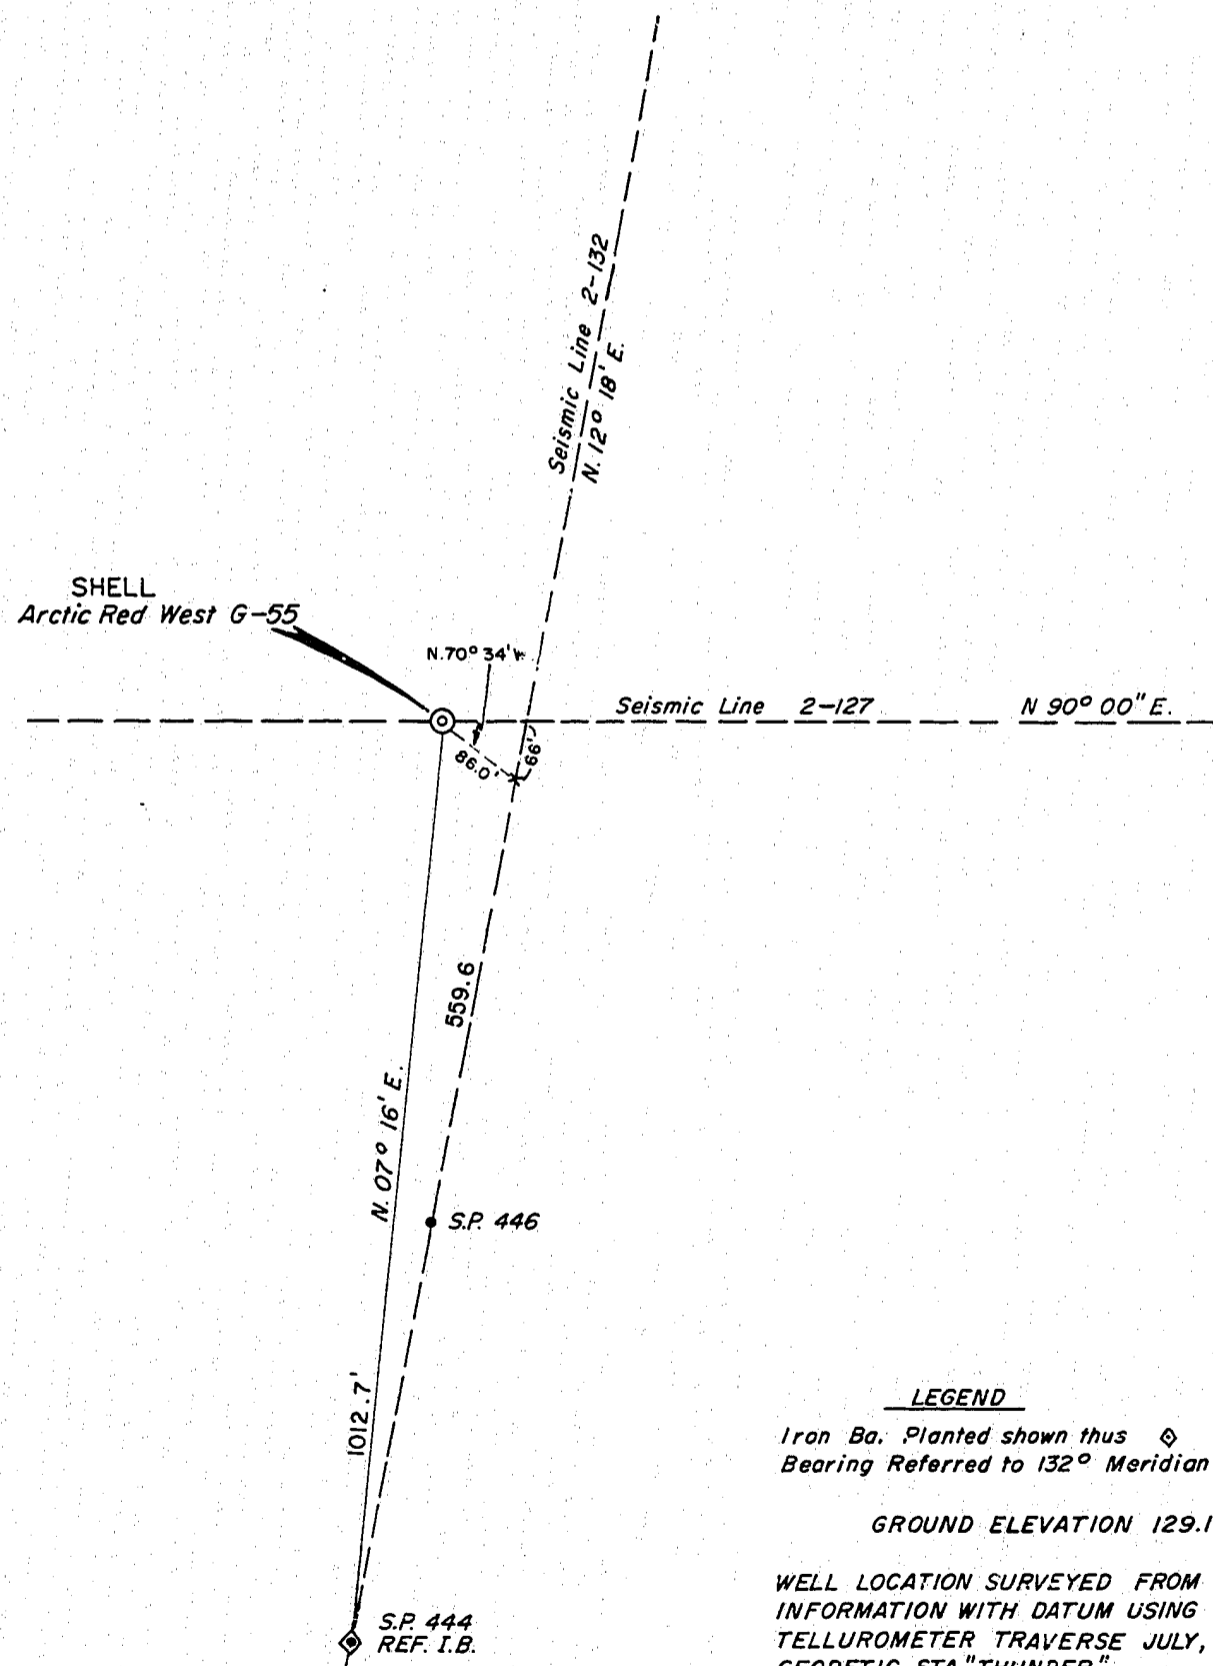 Seismic Line 2-132
N. 12° 18' E.
SHELL
Arctic Red West G-55
N. 70° 34'
Seismic Line 2-127 N 90° 00" E.
86.0'
66'
559.6
N. 07° 16' E.
S.P. 446
1012.7'
S.P. 444
REF. I.B.
LEGEND
Iron Ba. Planted shown thus
Bearing Referred to 132° Meridian
GROUND ELEVATION 129.1
WELL LOCATION SURVEYED FROM
INFORMATION WITH DATUM USING
TELLUROMETER TRAVERSE JULY,